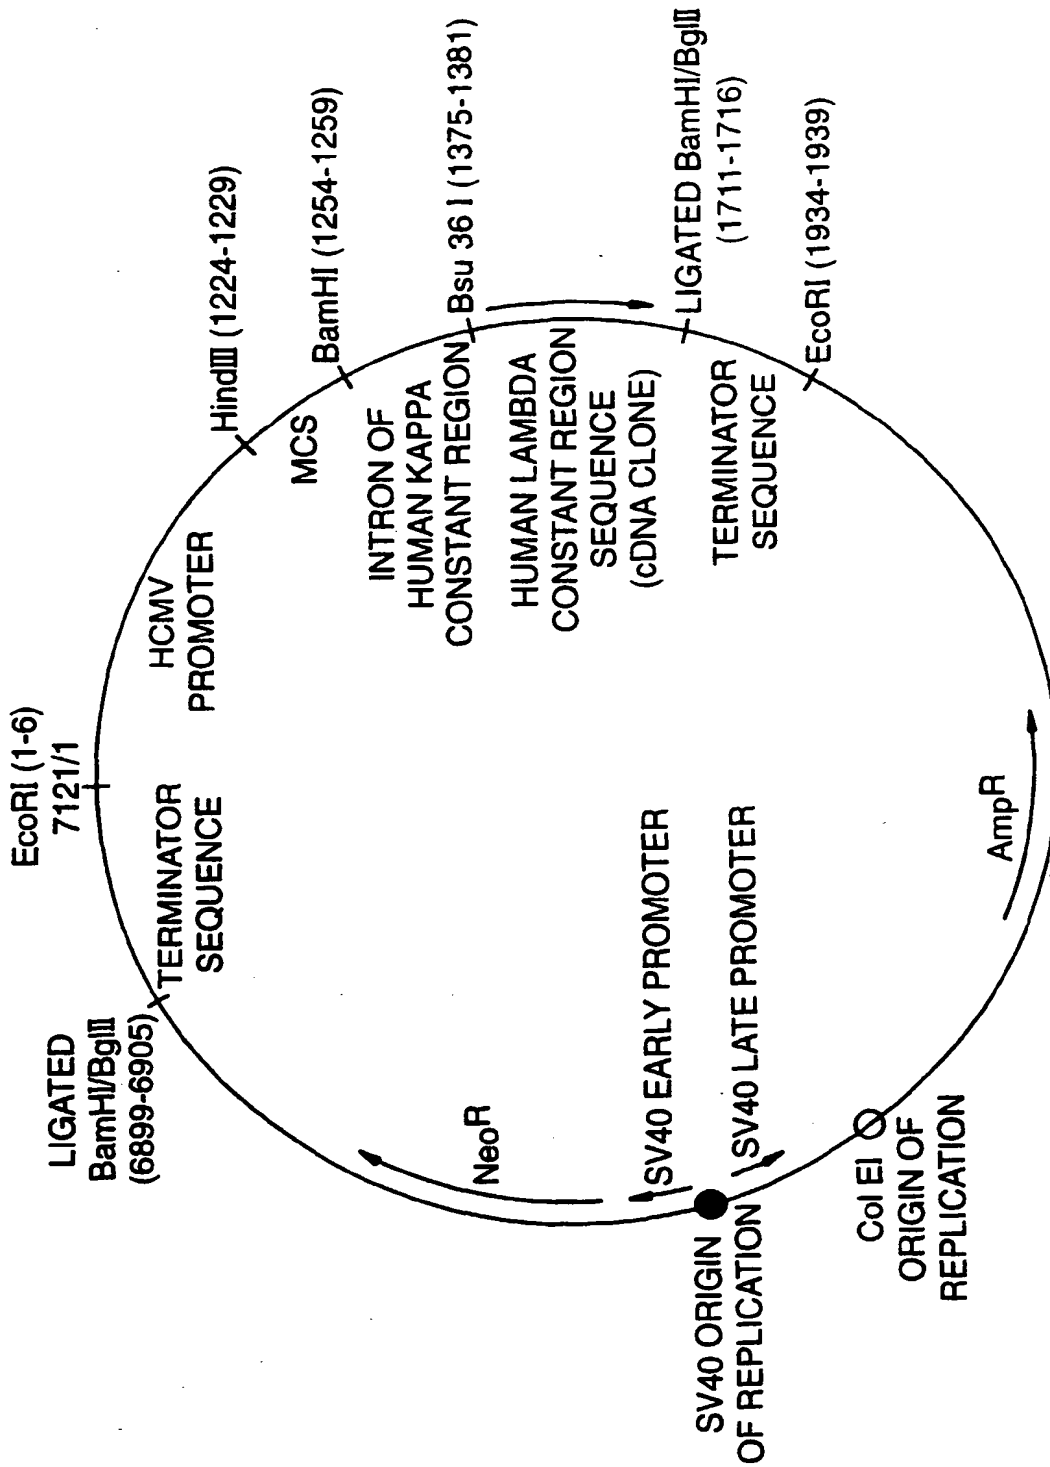 EcoRI (1-6)
7121/1
HCMV
PROMOTER
HindIII (1224-1229)
MCS
BamHI (1254-1259)
INTRON OF
HUMAN KAPPA
CONSTANT REGION
Bsu 36 I (1375-1381)
HUMAN LAMBDA
CONSTANT REGION
SEQUENCE
(cDNA CLONE)
LIGATED BamHI/BglII
(1711-1716)
TERMINATOR
SEQUENCE
EcoRI (1934-1939)
AmpR
Col EI
ORIGIN OF
REPLICATION
SV40 LATE PROMOTER
SV40 EARLY PROMOTER
SV40 ORIGIN
OF REPLICATION
NeoR
LIGATED
BamHI/BglII
(6899-6905)
TERMINATOR
SEQUENCE